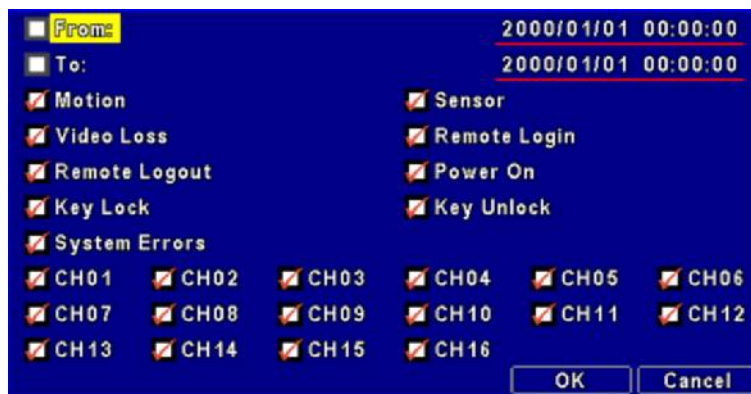 From: 2000/01/01 00:00:00
To: 2000/01/01 00:00:00
Motion Sensor
Video Loss Remote Login
Remote Logout Power On
Key Lock Key Unlock
System Errors
CH01 CH02 CH03 CH04 CH05 CH06
CH07 CH08 CH09 CH10 CH11 CH12
CH13 CH14 CH15 CH16
OK Cancel